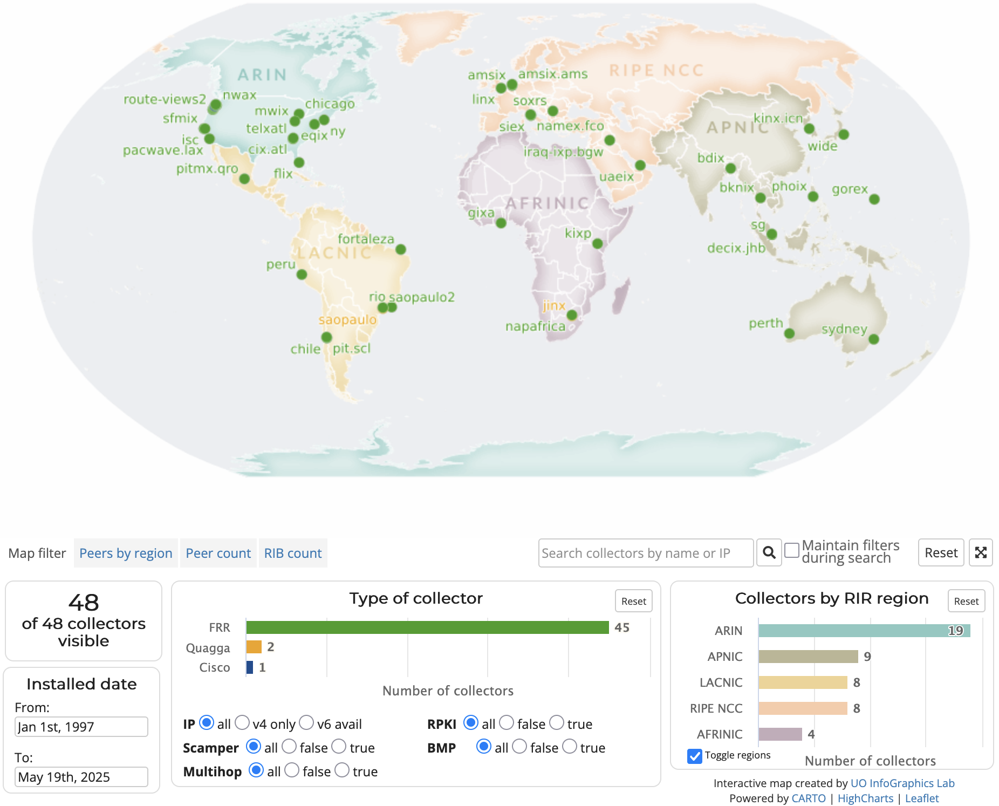 ARIN
RIPE NCC
APNIC
AFRINIC
LACNIC
amsix amsix.ams
route-views2 nwax
linx soxrs
mwix chicago
sfmix
telxatl
siex namex.fco
kinx.icn
isc
eqix ny
pacwave.lax
cix.atl
iraq-ixp.bgw
wide
bdix
pitmx.qro
flix
uaeix
bknix phoix gorex
gixa
sg
kixp
fortaleza
decix.jhb
peru
rio saopaulo2
jinx
saopaulo
napafrica
perth sydney
chile pit.scl
Map filter Peers by region Peer count RIB count
Search collectors by name or IP
Maintain filters
during search
Reset
48
of 48 collectors
visible
Installed date
From:
Jan 1st, 1997
To:
May 19th, 2025
Type of collector
Reset
FRR 45
Quagga 2
Cisco 1
Number of collectors
IP all v4 only v6 avail
RPKI all false true
Scamper all false true
BMP all false true
Multihop all false true
Collectors by RIR region
Reset
ARIN 19
APNIC 9
LACNIC 8
RIPE NCC 8
AFRINIC 4
Toggle regions
Number of collectors
Interactive map created by UO InfoGraphics Lab
Powered by CARTO | HighCharts | Leaflet